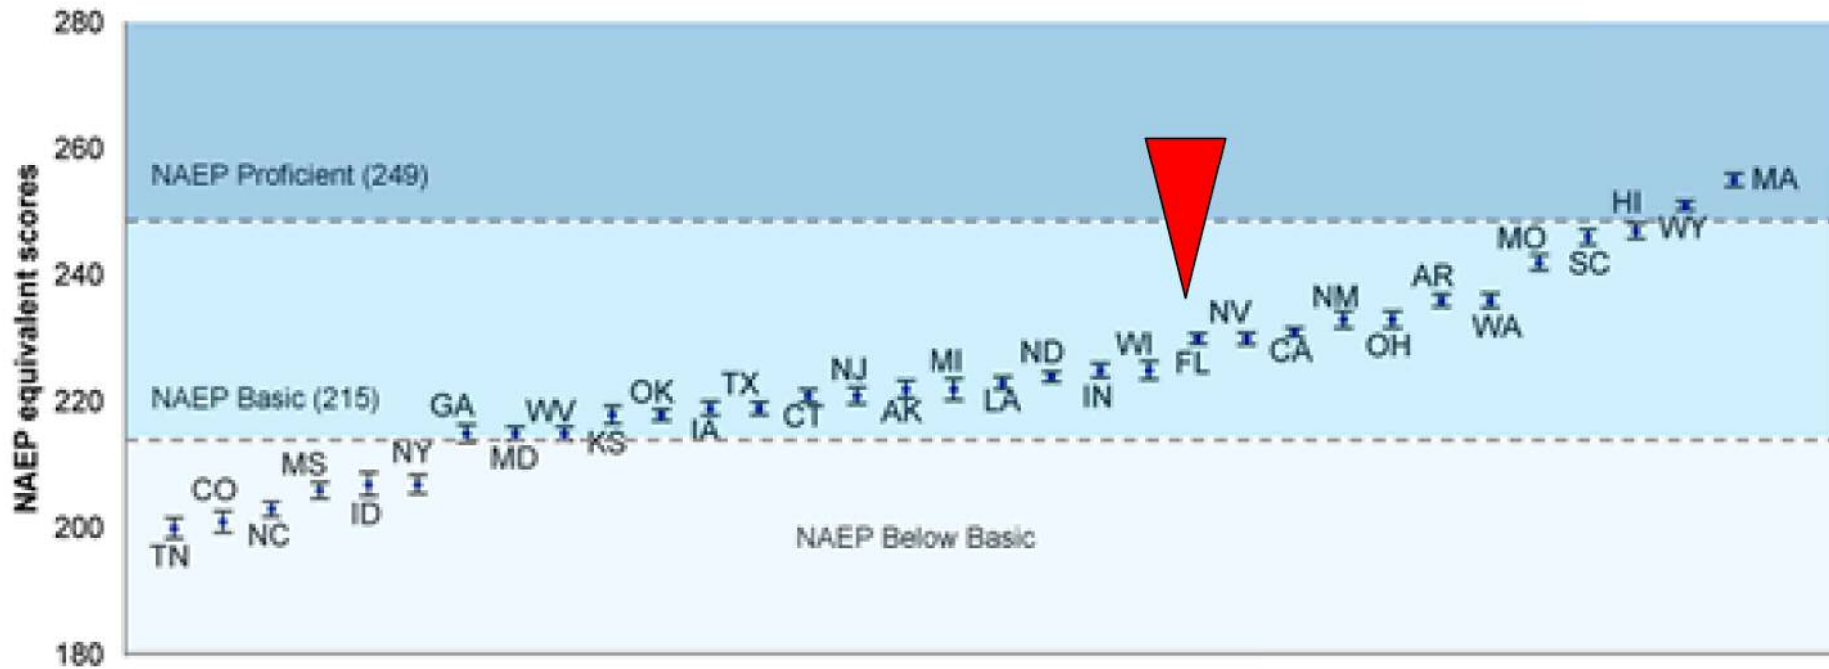 280
260
240
220
200
180
NAEP equivalent scores
NAEP Proficient (249)
NAEP Basic (215)
NAEP Below Basic
TN
CO
NC
MS
ID
NY
GA
MD
WV
KS
OK
IA
TX
CT
NJ
AK
MI
LA
ND
IN
WI
FL
NV
CA
NM
OH
AR
WA
MO
SC
HI
WY
MA